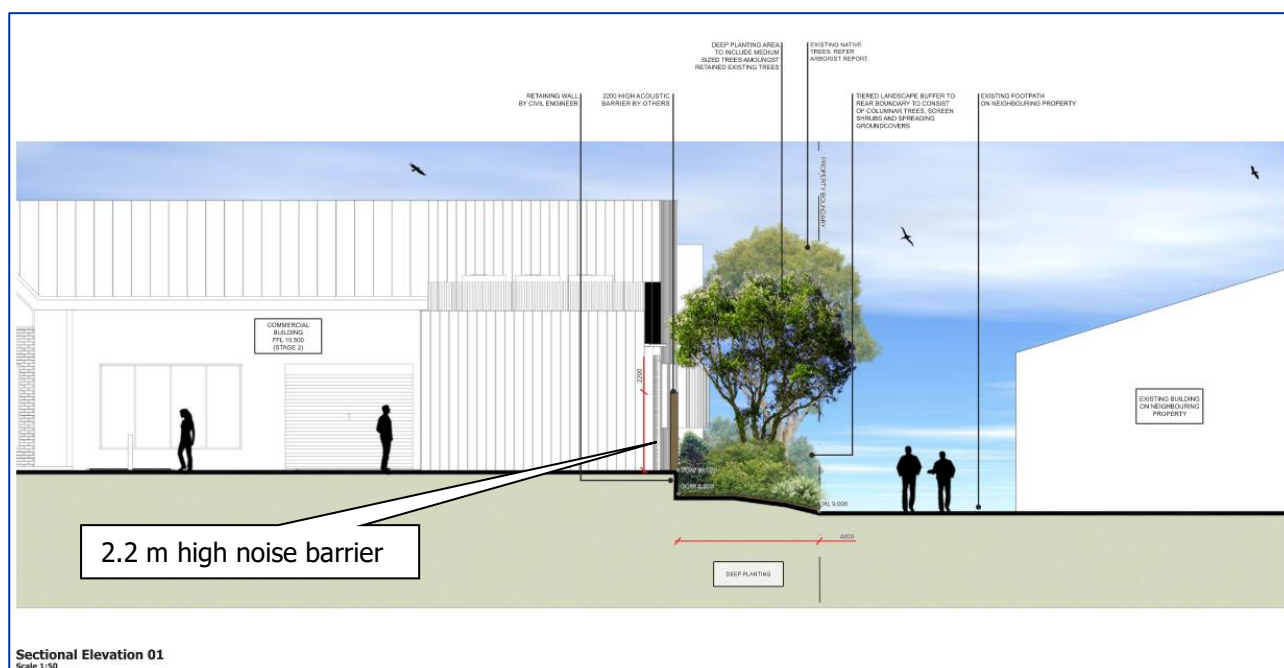 DEEP PLANTING AREA
TO INCLUDE MEDIUM
SIZED TREES AMOUNGST
RETAINED EXISTING TREES
EXISTING NATIVE
TREES. REFER
ARBORIST REPORT.
RETAINING WALL
BY CIVIL ENGINEER
2200 HIGH ACOUSTIC
BARRIER BY OTHERS
TIERED LANDSCAPE BUFFER TO
REAR BOUNDARY TO CONSIST
OF COLUMNAR TREES, SCREEN
SHRUBS AND SPREADING
GROUNDCOVERS
EXISTING FOOTPATH
ON NEIGHBOURING PROPERTY
PROPERTY BOUNDARY
COMMERCIAL
BUILDING
FFL 10.500
(STAGE 2)
2200
EXISTING BUILDING
ON NEIGHBOURING
PROPERTY
RL 9.000
2.2 m high noise barrier
4000
DEEP PLANTING
Sectional Elevation 01
Scale 1:50